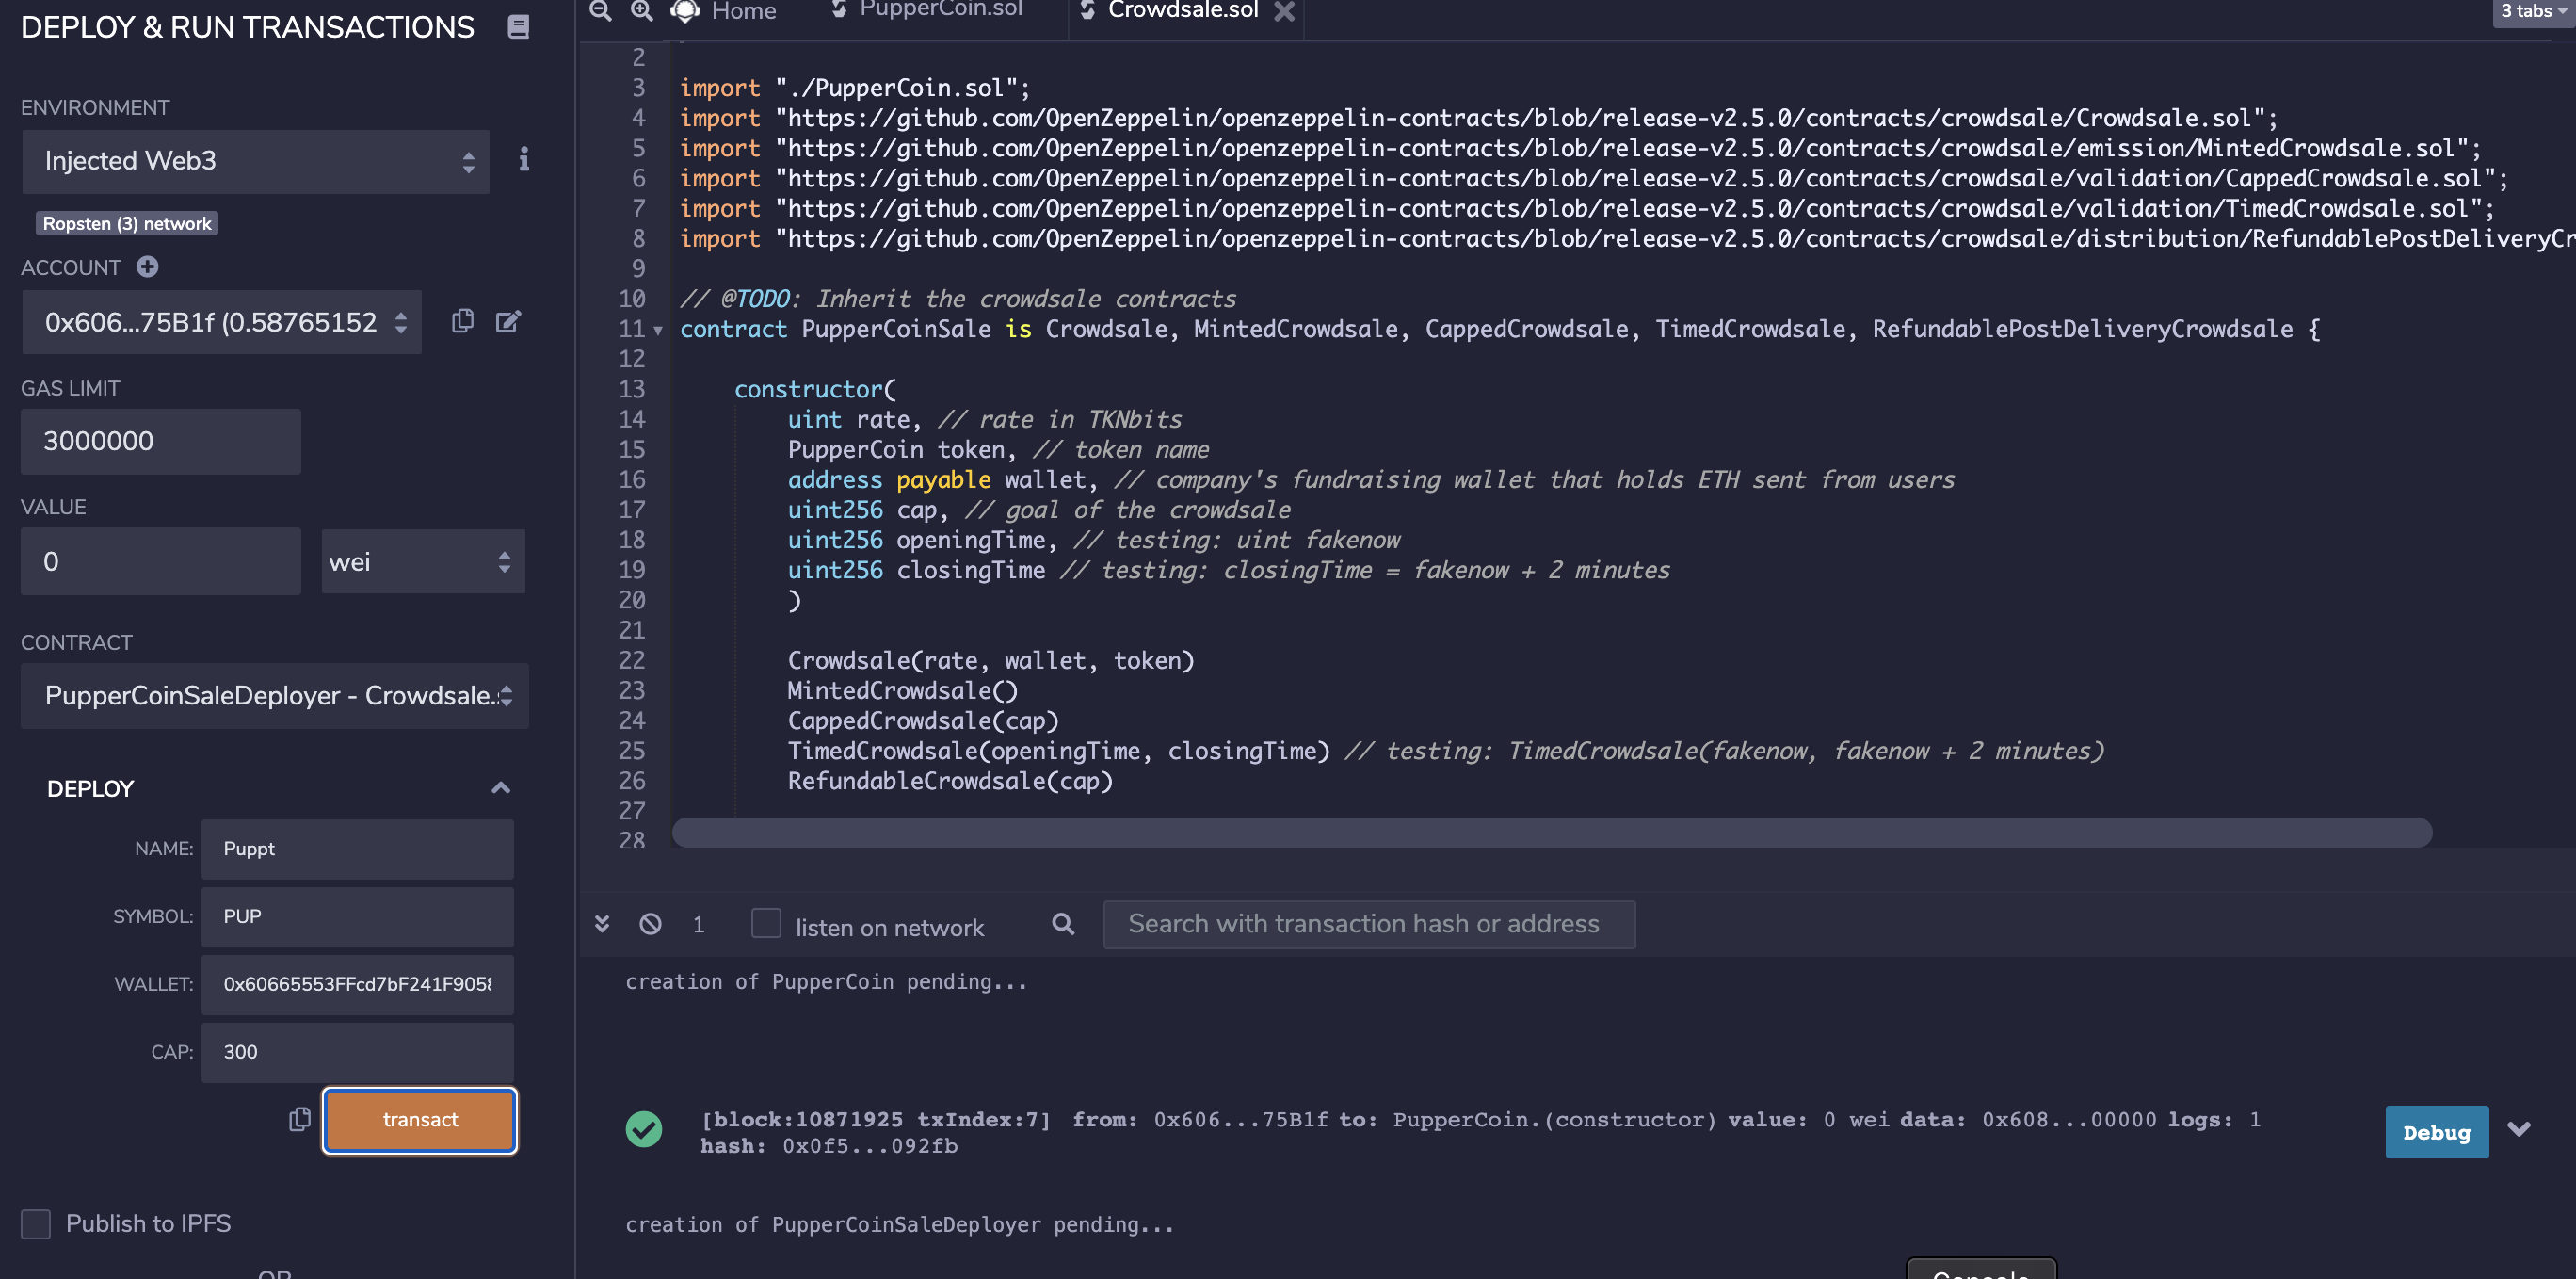 DEPLOY & RUN TRANSACTIONS
ENVIRONMENT
Injected Web3
Ropsten (3) network
ACCOUNT
0x606...75B1f (0.58765152
GAS LIMIT
3000000
VALUE
0
wei
CONTRACT
PupperCoinSaleDeployer - Crowdsale.s
DEPLOY
NAME:
Puppt
SYMBOL:
PUP
WALLET:
0x60665553FFcd7bF241F9058
CAP:
300
transact
Publish to IPFS
OR
Home
PupperCoin.sol
Crowdsale.sol
3 tabs
2
3 import "./PupperCoin.sol";
4 import "https://github.com/OpenZeppelin/openzeppelin-contracts/blob/release-v2.5.0/contracts/crowdsale/Crowdsale.sol";
5 import "https://github.com/OpenZeppelin/openzeppelin-contracts/blob/release-v2.5.0/contracts/crowdsale/emission/MintedCrowdsale.sol";
6 import "https://github.com/OpenZeppelin/openzeppelin-contracts/blob/release-v2.5.0/contracts/crowdsale/validation/CappedCrowdsale.sol";
7 import "https://github.com/OpenZeppelin/openzeppelin-contracts/blob/release-v2.5.0/contracts/crowdsale/validation/TimedCrowdsale.sol";
8 import "https://github.com/OpenZeppelin/openzeppelin-contracts/blob/release-v2.5.0/contracts/crowdsale/distribution/RefundablePostDeliveryCr
9
10 // @TODO: Inherit the crowdsale contracts
11 contract PupperCoinSale is Crowdsale, MintedCrowdsale, CappedCrowdsale, TimedCrowdsale, RefundablePostDeliveryCrowdsale {
12
13 constructor(
14 uint rate, // rate in TKNbits
15 PupperCoin token, // token name
16 address payable wallet, // company's fundraising wallet that holds ETH sent from users
17 uint256 cap, // goal of the crowdsale
18 uint256 openingTime, // testing: uint fakenow
19 uint256 closingTime // testing: closingTime = fakenow + 2 minutes
20 )
21
22 Crowdsale(rate, wallet, token)
23 MintedCrowdsale()
24 CappedCrowdsale(cap)
25 TimedCrowdsale(openingTime, closingTime) // testing: TimedCrowdsale(fakenow, fakenow + 2 minutes)
26 RefundableCrowdsale(cap)
27
28
1
listen on network
Search with transaction hash or address
creation of PupperCoin pending...
[block:10871925 txIndex:7] from: 0x606...75B1f to: PupperCoin.(constructor) value: 0 wei data: 0x608...00000 logs: 1
hash: 0x0f5...092fb
Debug
creation of PupperCoinSaleDeployer pending...
Console